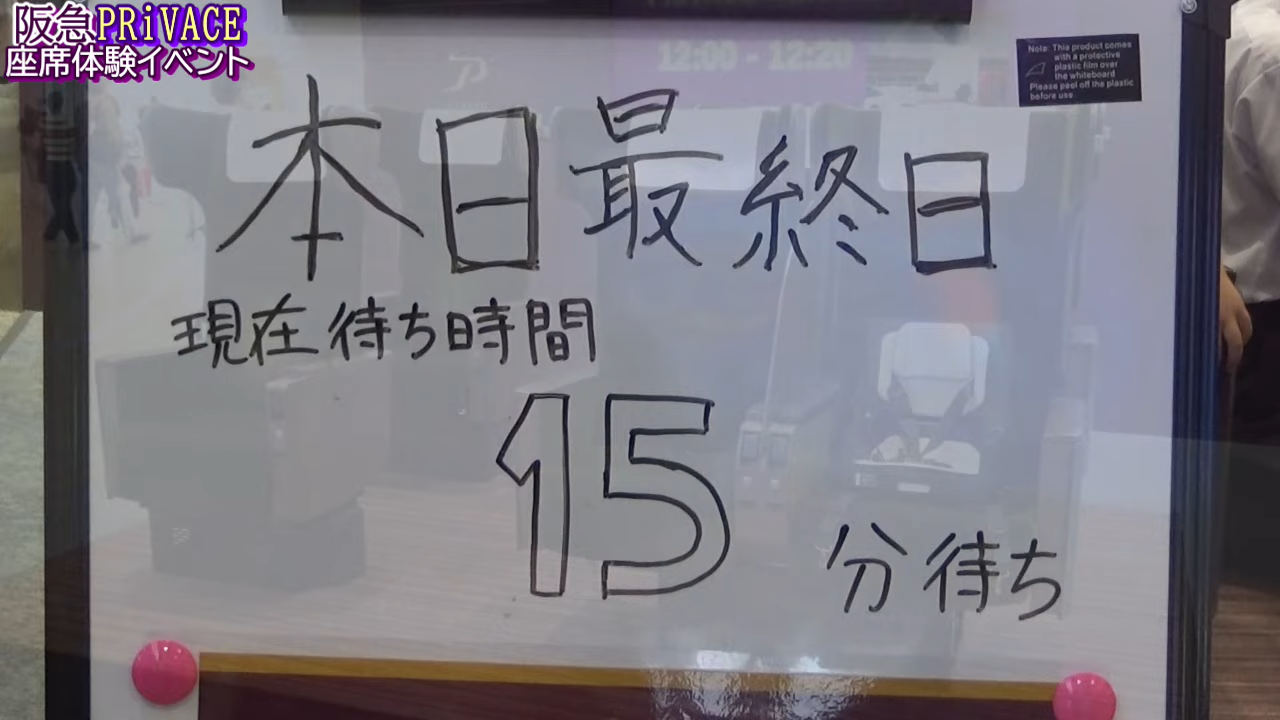 阪急PRiVACE
座席体験イベント
12:00 - 12:20
Note: This product comes
with a protective
plastic film over
the whiteboard
Please peel off the plastic
before use
本日最終日
現在待ち時間
15
分待ち